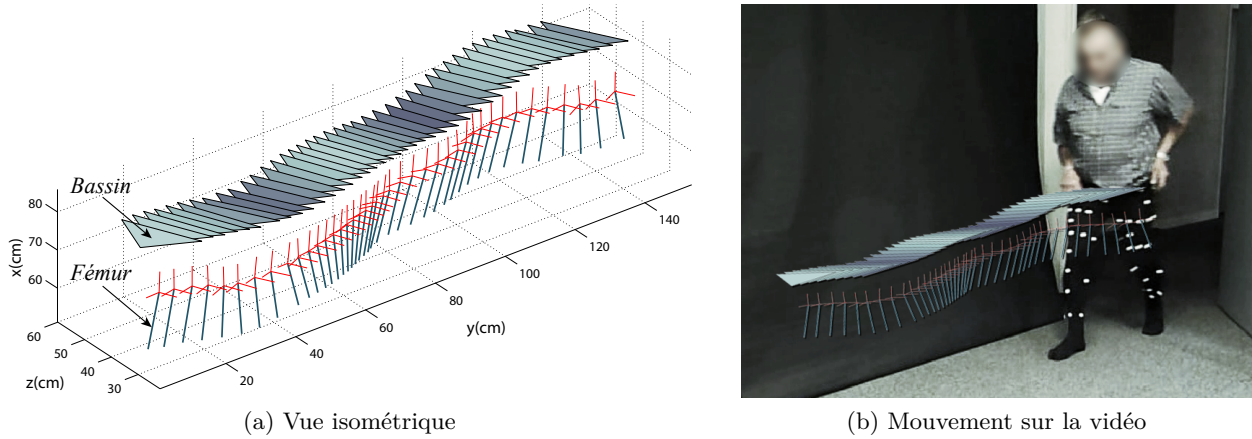 Bassin
Fémur
x(cm)
80
70
60
60
50
40
30
z(cm)
20
40
60
80
100
120
140
y(cm)
(a) Vue isométrique
(b) Mouvement sur la vidéo